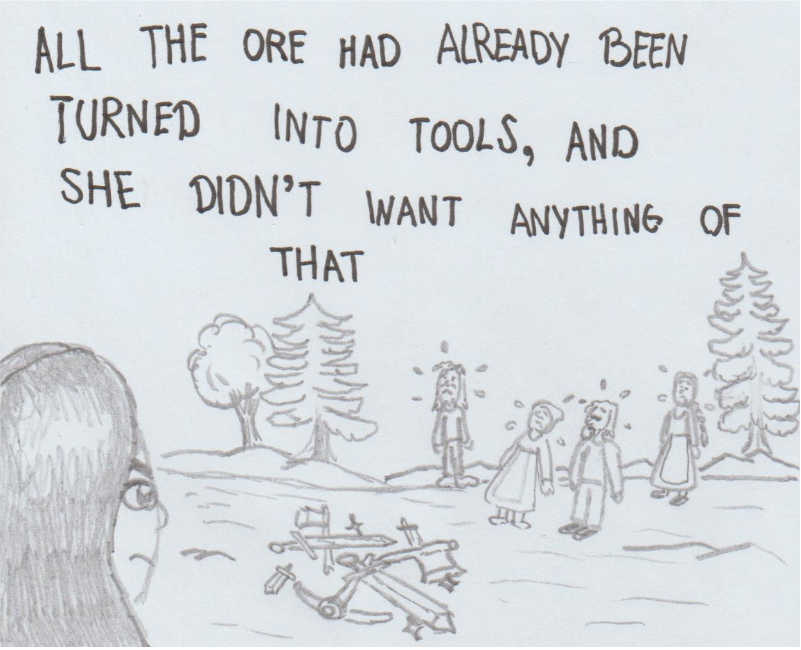 ALL THE ORE HAD ALREADY BEEN
TURNED INTO TOOLS, AND
SHE DIDN'T WANT ANYTHING OF
THAT